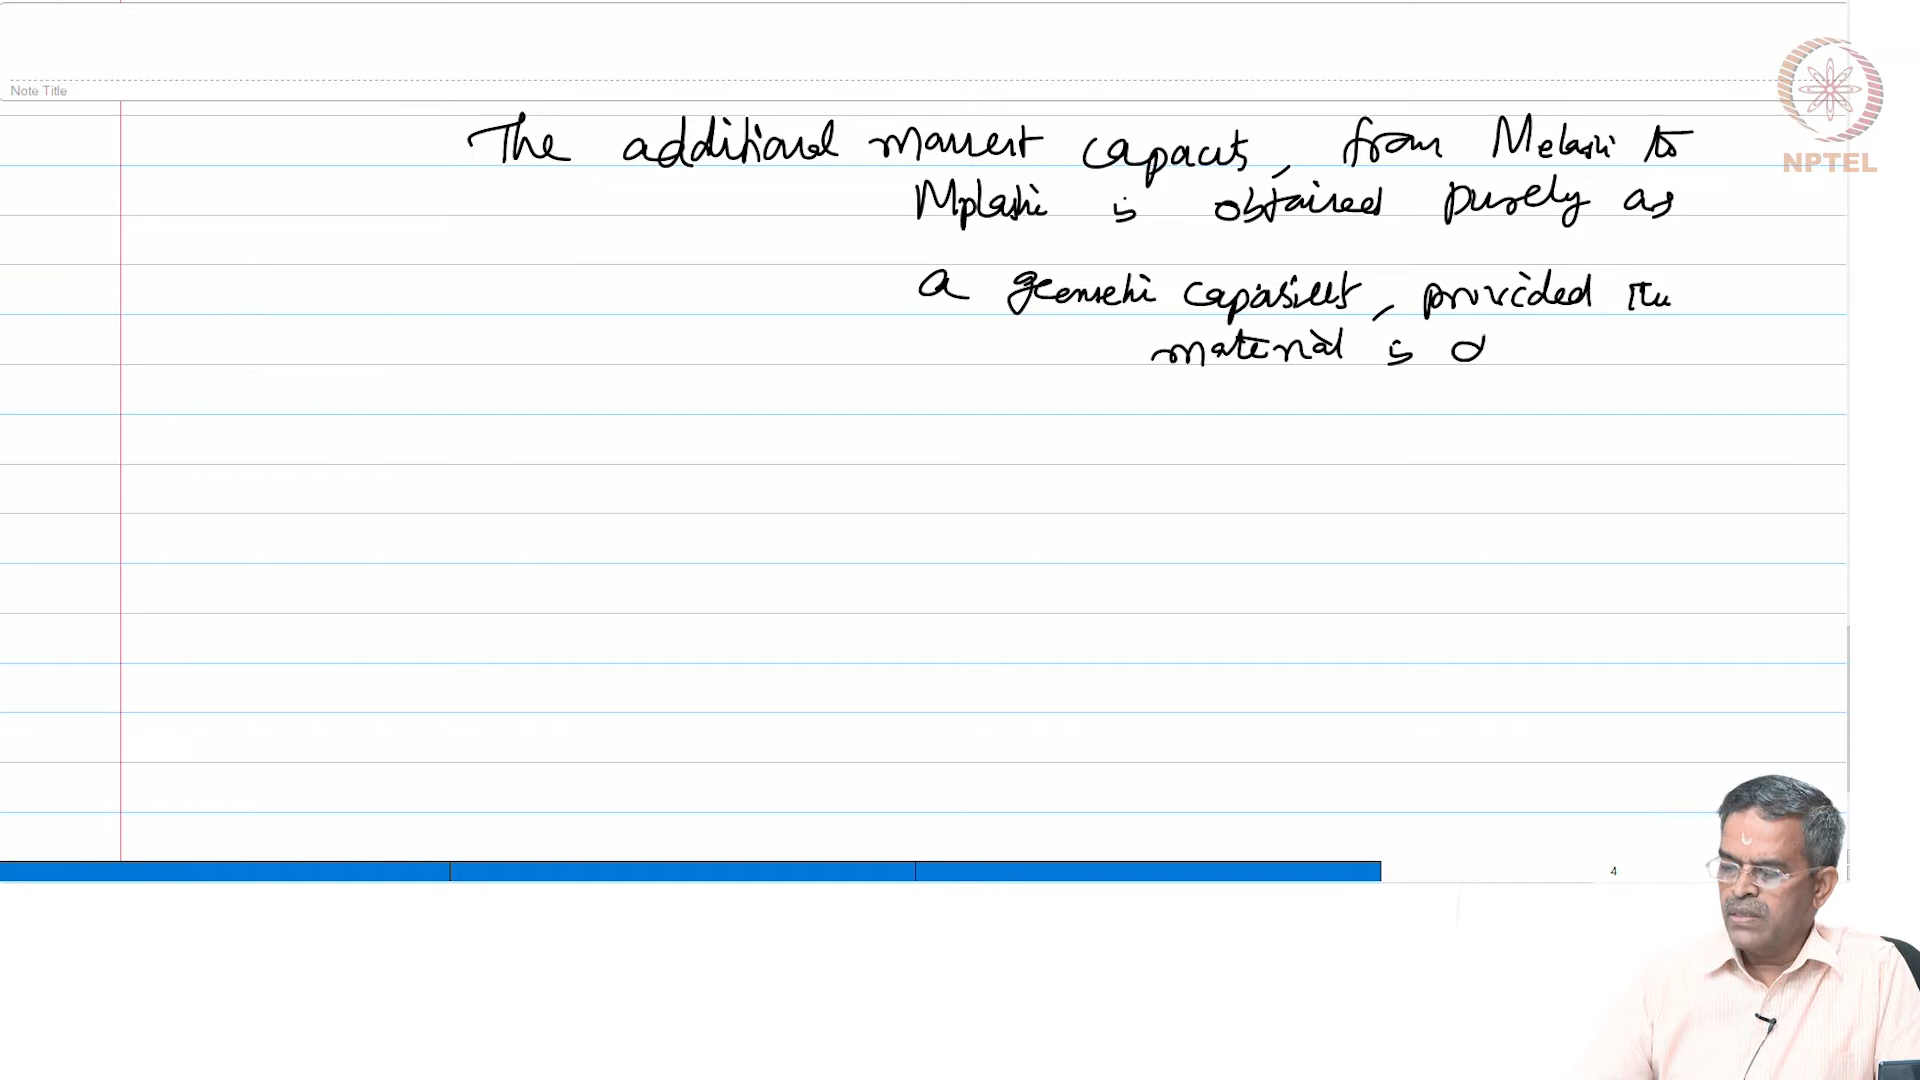 Note Title
The additional moment capacity, from Melastic to
Mplastic is obtained purely as
a geometric capability, provided the
material is d
4
NPTEL